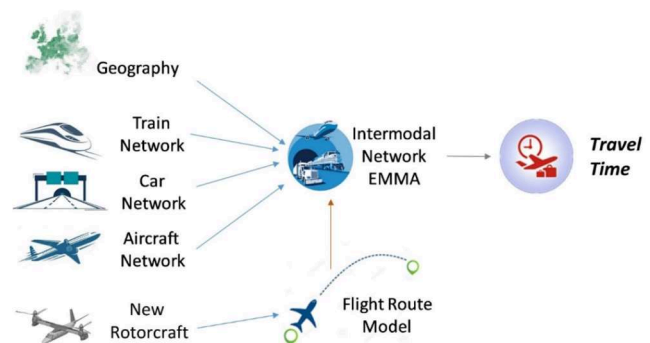 Geography
Train
Network
Car
Network
Aircraft
Network
New
Rotorcraft
Intermodal
Network
EMMA
Flight Route
Model
Travel
Time